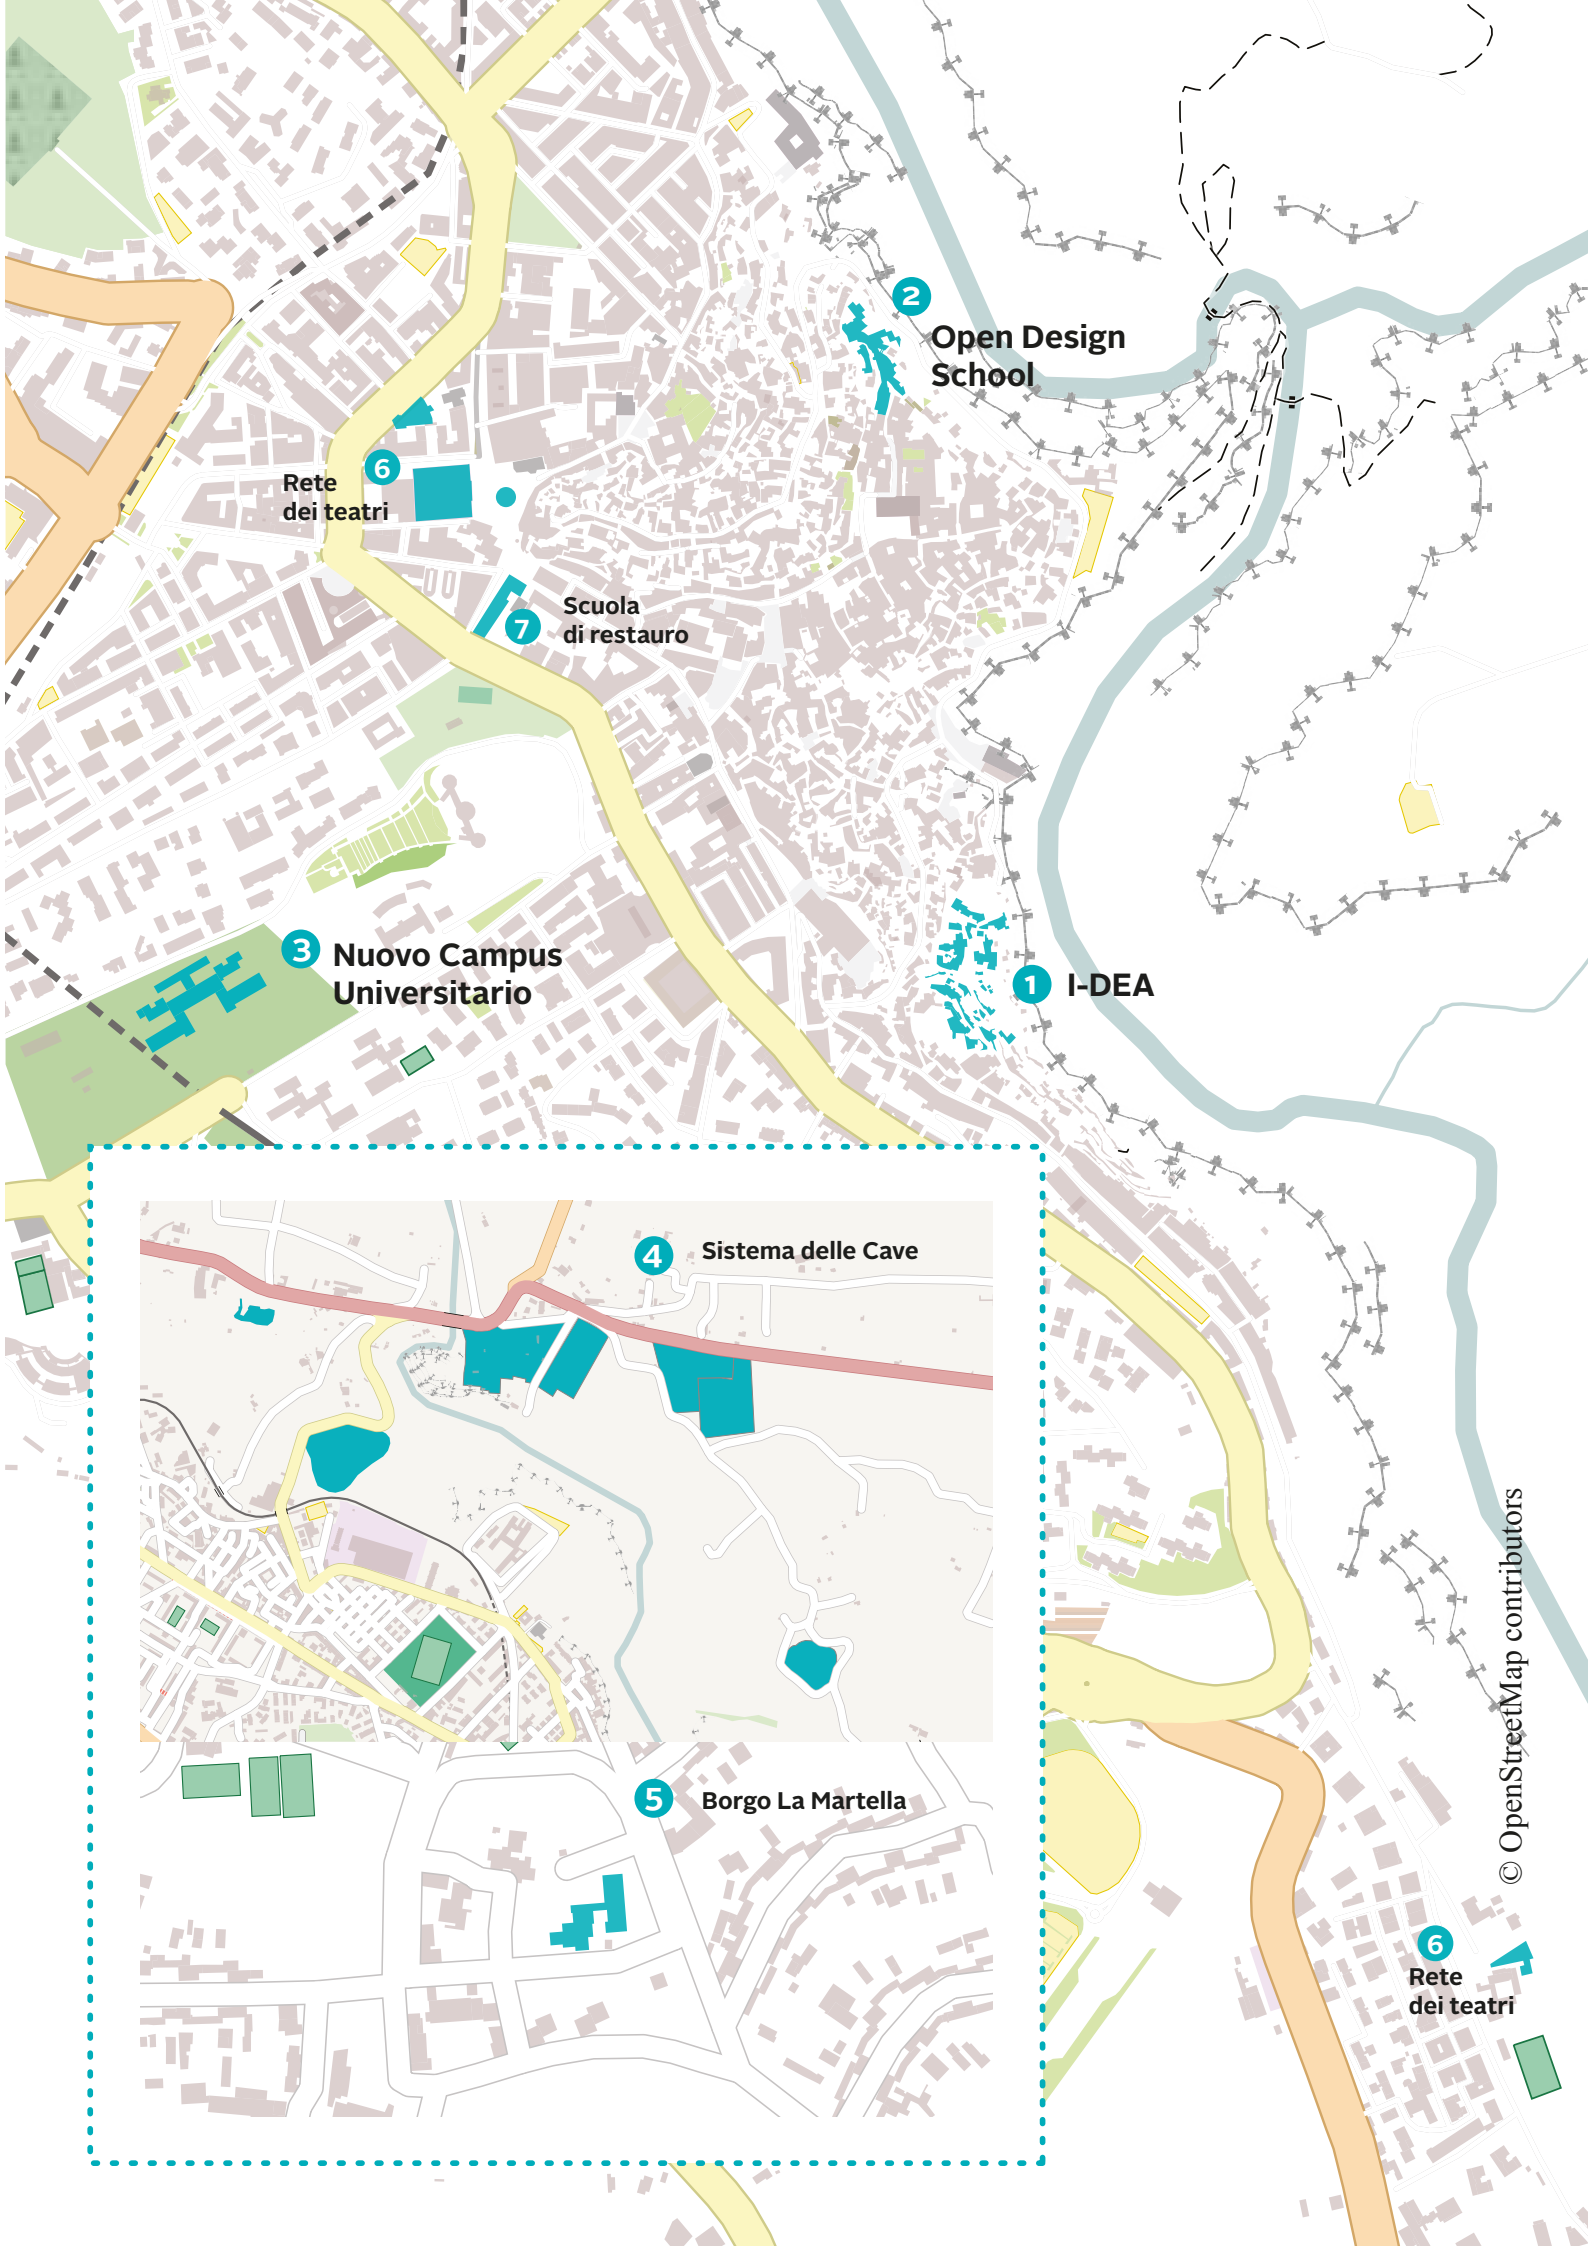 2
Open Design
School
6
Rete
dei teatri
7
Scuola
di restauro
3
Nuovo Campus
Universitario
1
I-DEA
4
Sistema delle Cave
5
Borgo La Martella
© OpenStreetMap contributors
6
Rete
dei teatri